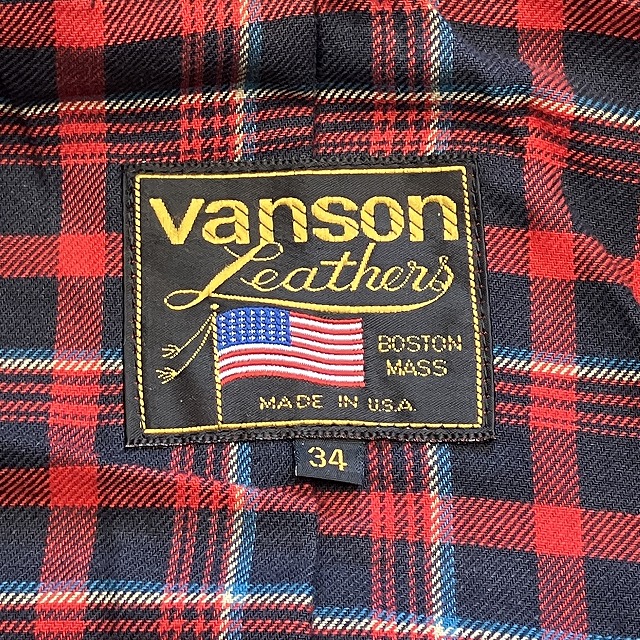 vanson
Leathers
BOSTON
MASS
MADE IN U.S.A.
34